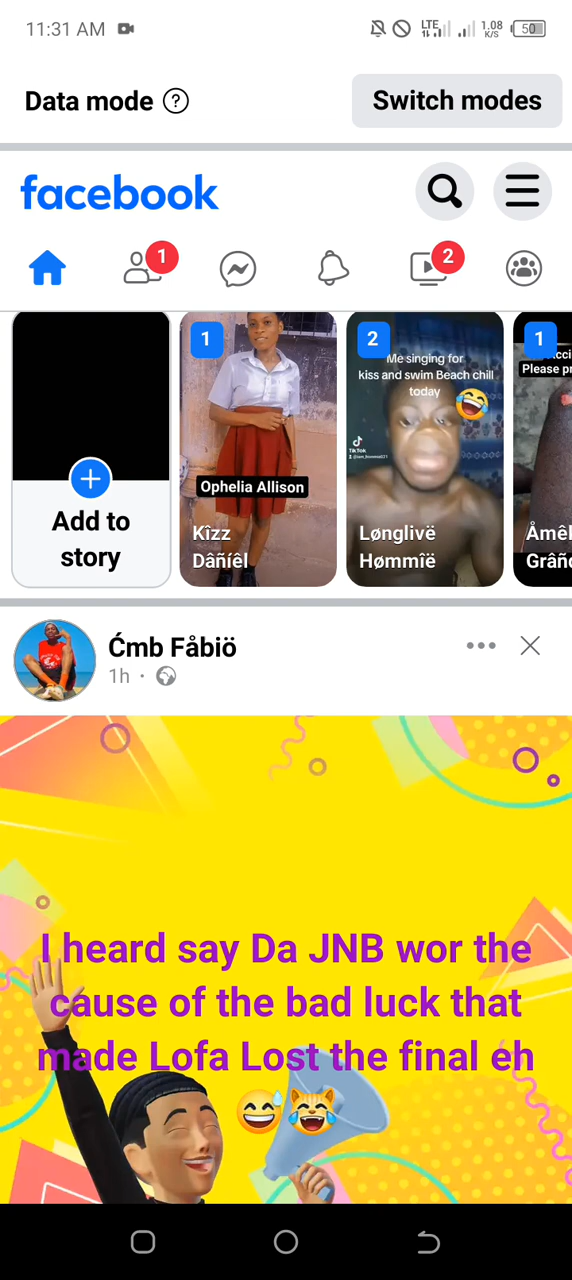 11:31 AM
LTE
1.08
K/S
50
Data mode ?
Switch modes
facebook
1
2
1
2
1
Me singing for
kiss and swim Beach chill
today
Please pr
TikTok
Ophelia Allison
Add to
story
Kîzz
Dâñíêl
Lønglivë
Hømmîë
Åmêl
Ćmb Fåbiö
1h ·
I heard say Da JNB wor the
cause of the bad luck that
made Lofa Lost the final eh
😅😹